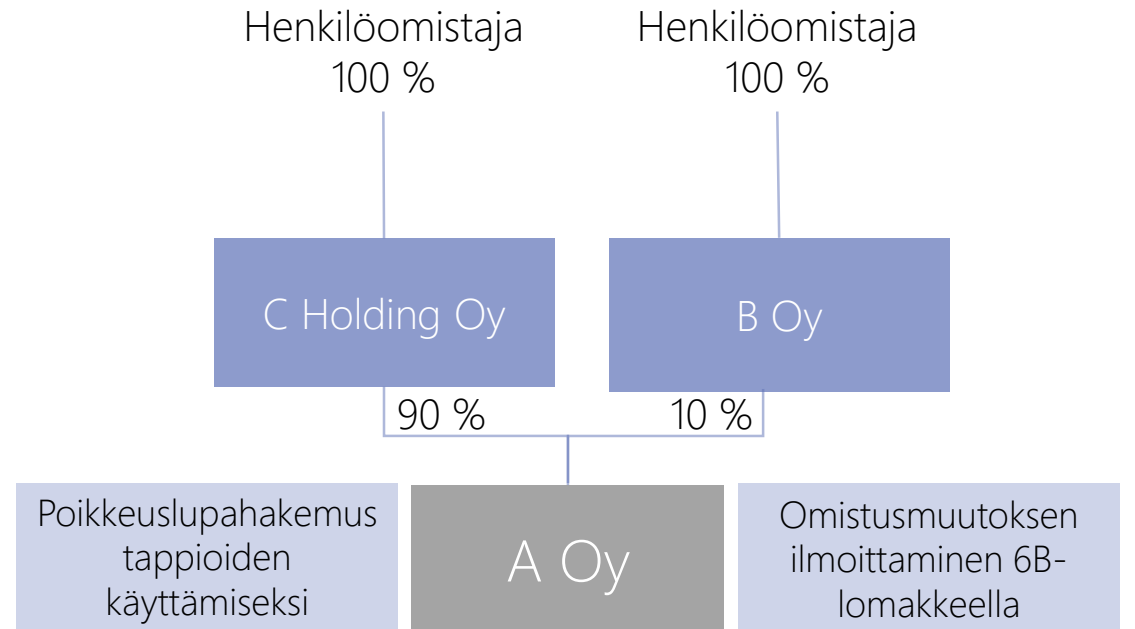 Henkilöomistaja
100 %
Henkilöomistaja
100 %
C Holding Oy
B Oy
90 %
10 %
Poikkeuslupahakemus
tappioiden
käyttämiseksi
A Oy
Omistusmuutoksen
ilmoittaminen 6B-
lomakkeella